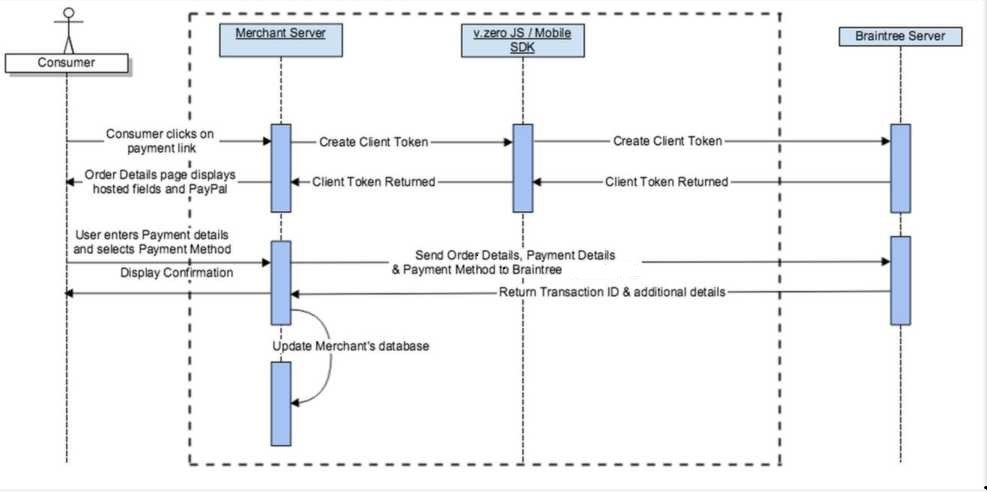 Consumer
Merchant Server
v.zero JS / Mobile
SDK
Braintree Server
Consumer clicks on
payment link
Create Client Token
Create Client Token
Order Details page displays
hosted fields and PayPal
Client Token Returned
Client Token Returned
User enters Payment details
and selects Payment Method
Send Order Details, Payment Details
& Payment Method to Braintree
Display Confirmation
Return Transaction ID & additional details
Update Merchant's database